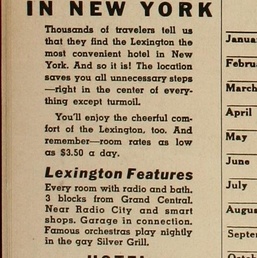 IN NEW YORK
Thousands of travelers tell us
that they find the Lexington the
most convenient hotel in New
York. And so it is! The location
saves you all unnecessary steps
—right in the center of every-
thing except turmoil.
You'll enjoy the cheerful com-
fort of the Lexington, too. And
remember—room rates as low
as $3.50 a day.
Lexington Features
Every room with radio and bath.
3 blocks from Grand Central.
Near Radio City and smart
shops. Garage in connection.
Famous orchestras play nightly
in the gay Silver Grill.
HOTEL
Janua
Febru
March
April
May
June
July
Augus
Septem